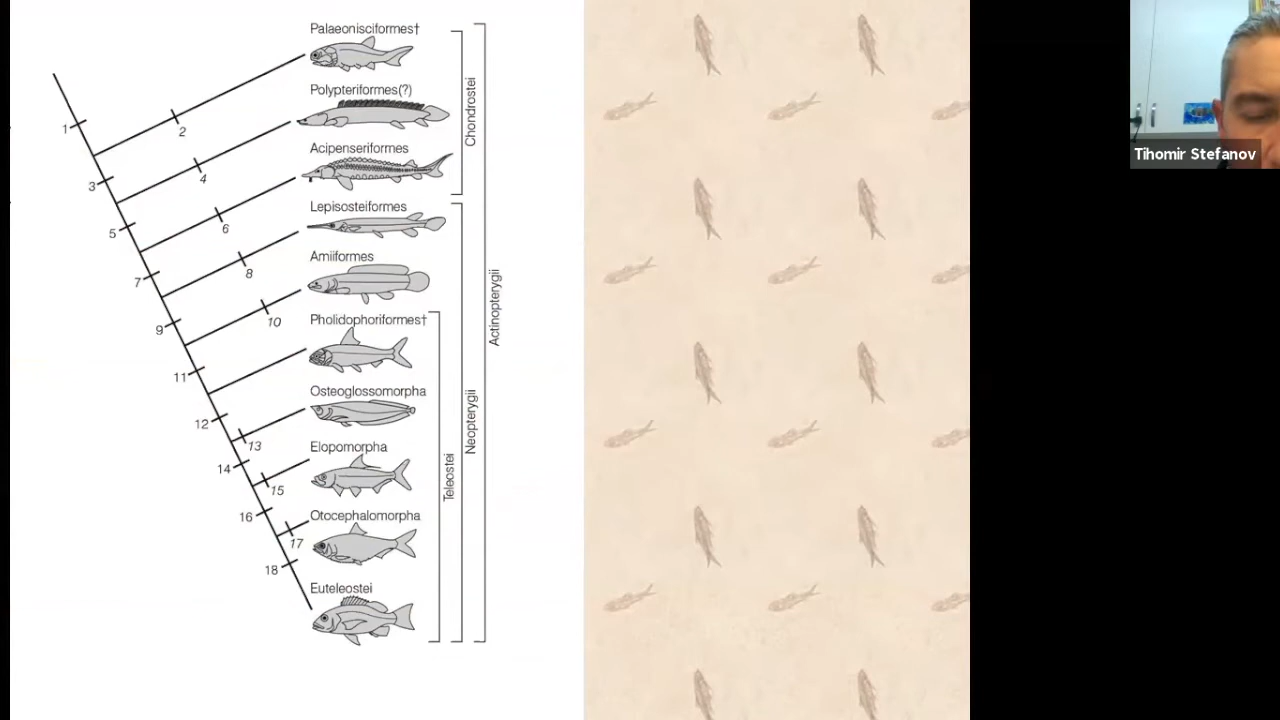 Palaeonisciformes†
Polypteriformes(?)
Acipenseriformes
Lepisosteiformes
Amiiformes
Pholidophoriformes†
Osteoglossomorpha
Elopomorpha
Otocephalomorpha
Euteleostei
1
2
3
4
5
6
7
8
9
10
11
12
13
14
15
16
17
18
Chondrostei
Neopterygii
Teleostei
Actinopterygii
Tihomir Stefanov